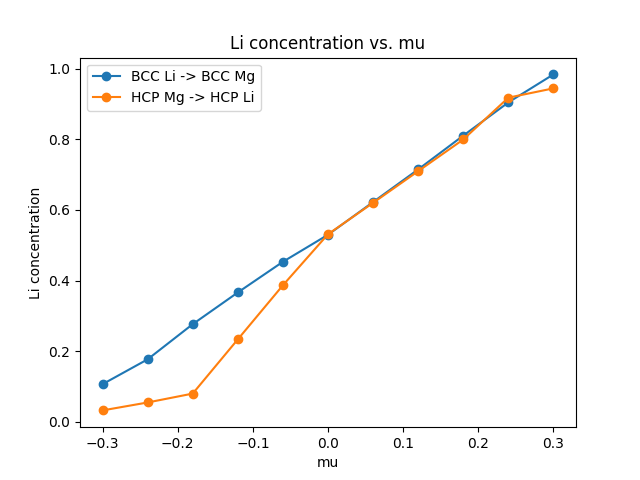 Li concentration vs. mu
BCC Li -> BCC Mg
HCP Mg -> HCP Li
Li concentration
1.0
0.8
0.6
0.4
0.2
0.0
−0.3 −0.2 −0.1 0.0 0.1 0.2 0.3
mu